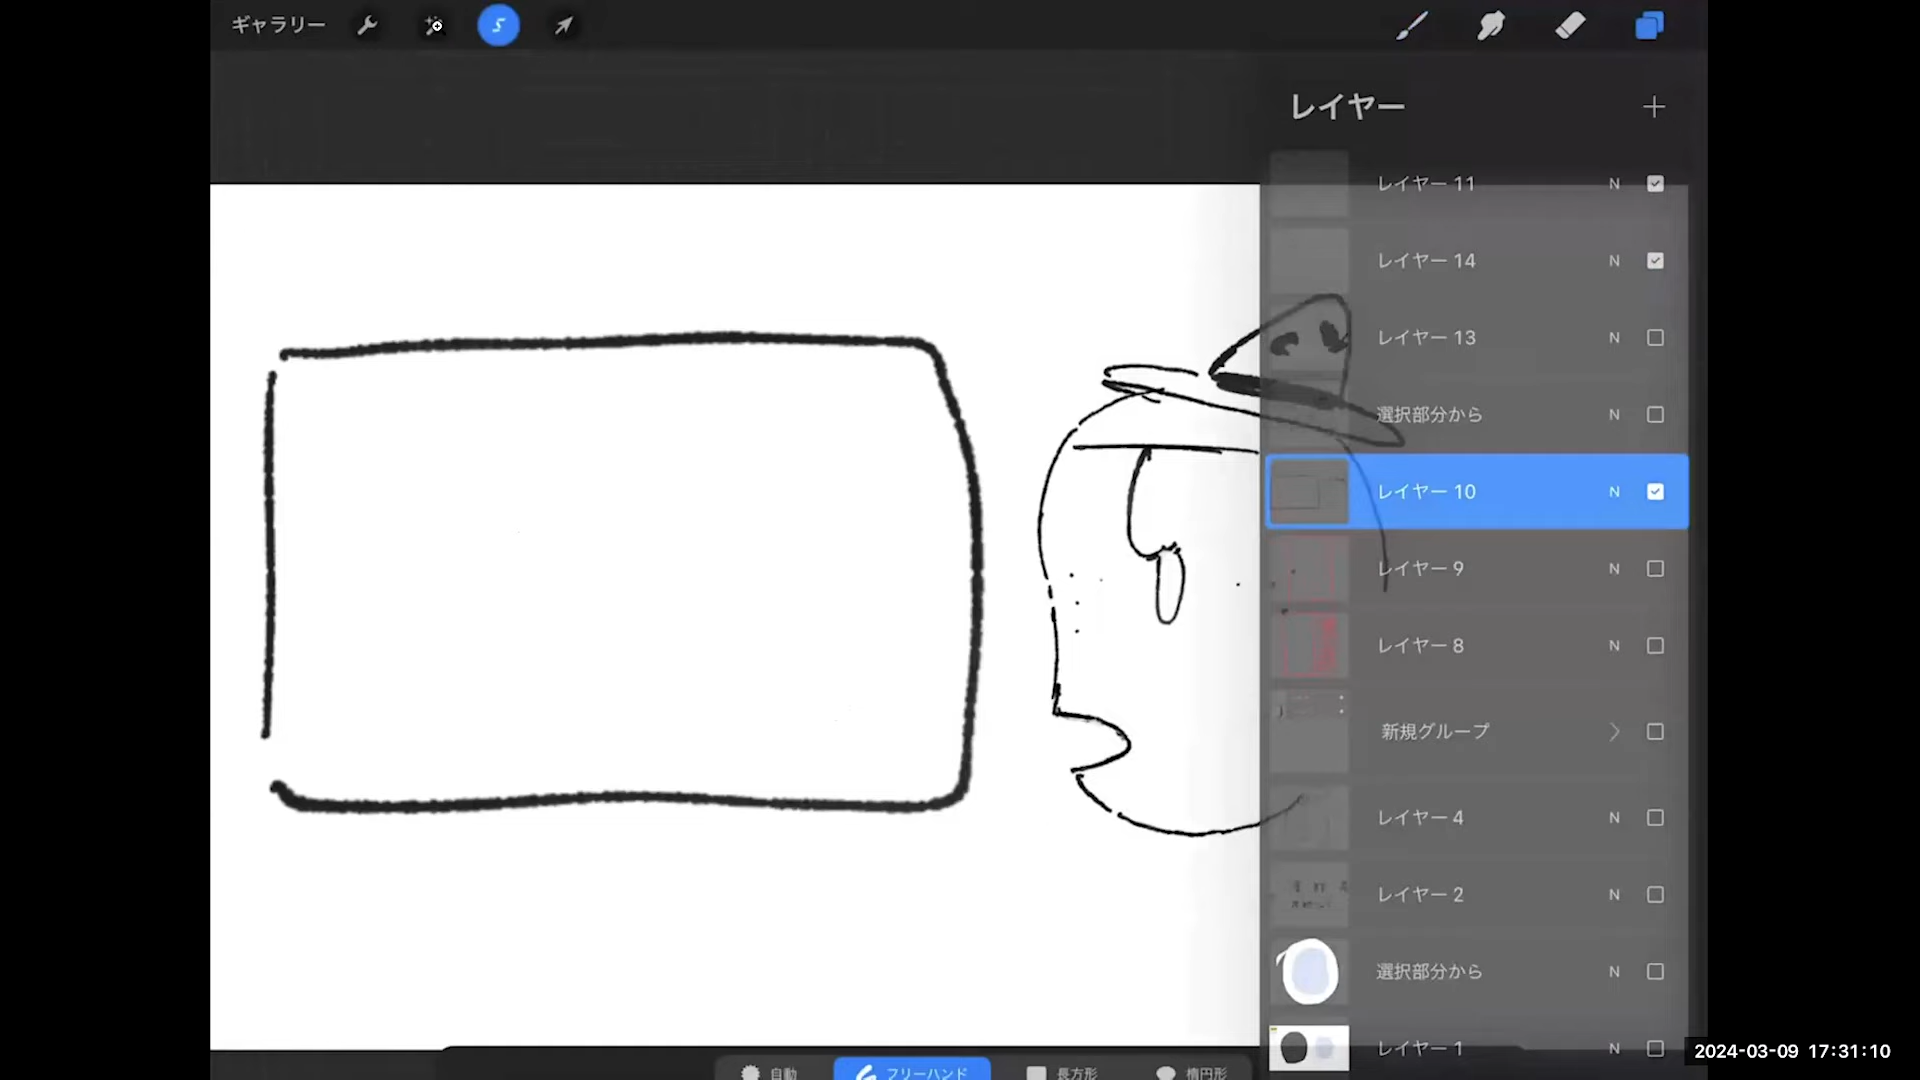 ギャラリー
レイヤー
レイヤー 11 N
レイヤー 14 N
レイヤー 13 N
選択部分から N
レイヤー 10 N
レイヤー 9 N
レイヤー 8 N
新規グループ
レイヤー 4 N
レイヤー 2 N
選択部分から N
レイヤー 1 N
自動 フリーハンド 長方形 楕円形
2024-03-09 17:31:10